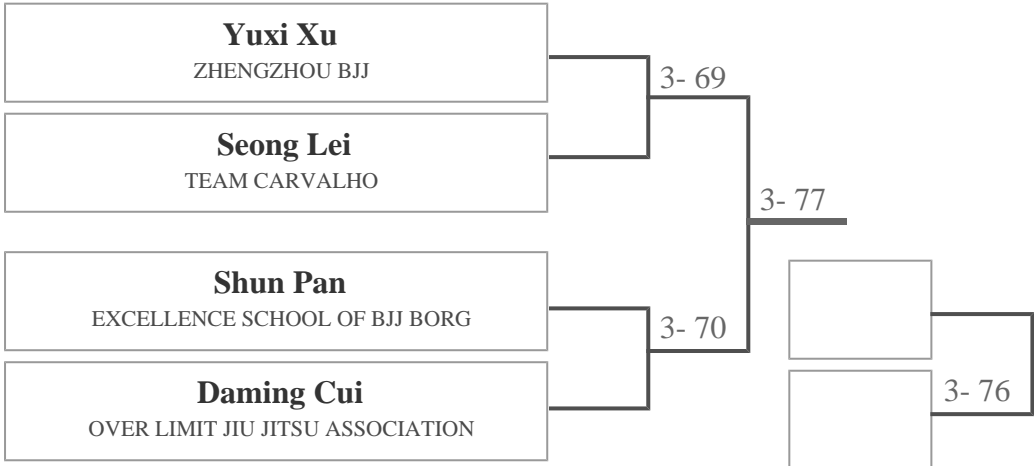 Yuxi Xu
ZHENGZHOU BJJ
3- 69
Seong Lei
TEAM CARVALHO
3- 77
Shun Pan
EXCELLENCE SCHOOL OF BJJ BORG
3- 70
Daming Cui
OVER LIMIT JIU JITSU ASSOCIATION
3- 76